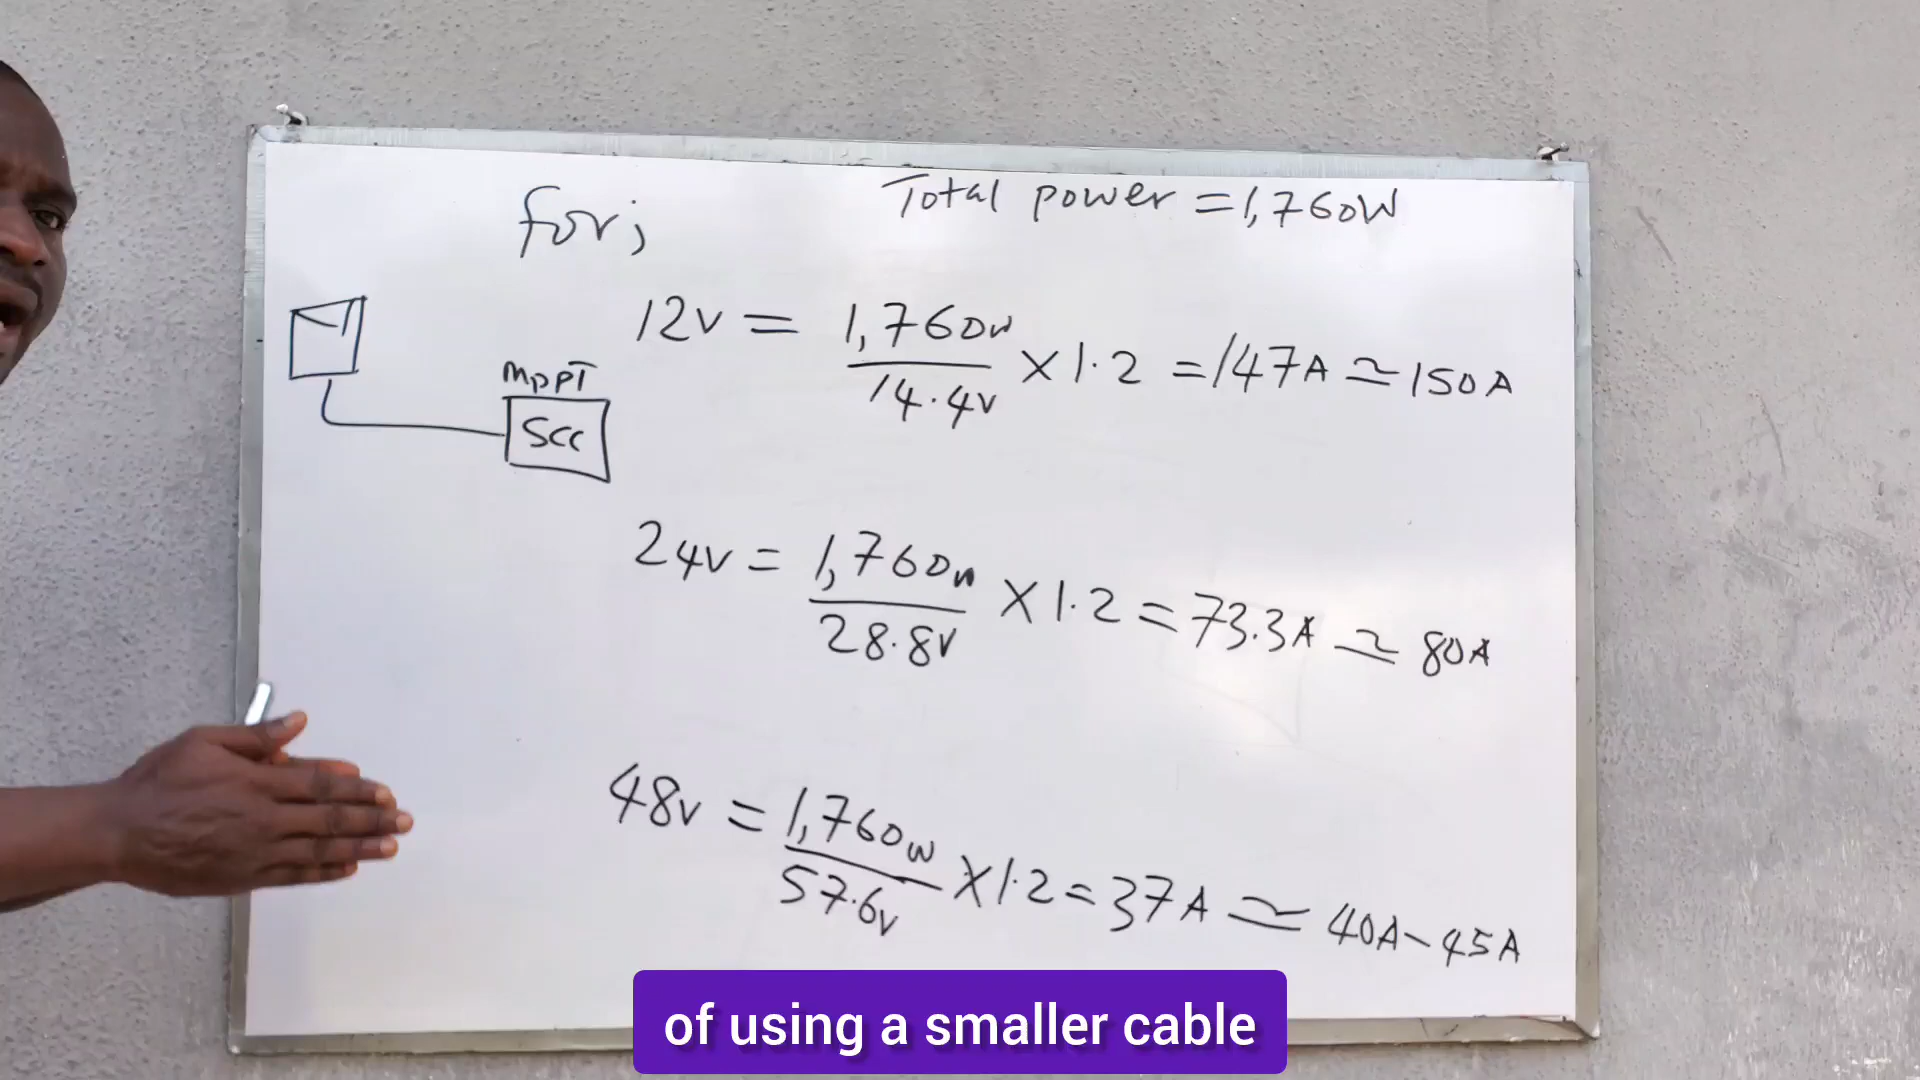 for;
Total power = 1,760W
12v = 1,760w / 14.4v × 1.2 = 147A ≃ 150A
MPPT
SCC
24v = 1,760w / 28.8v × 1.2 = 73.3A ≃ 80A
48v = 1,760w / 57.6v × 1.2 = 37A ≃ 40A - 45A
of using a smaller cable